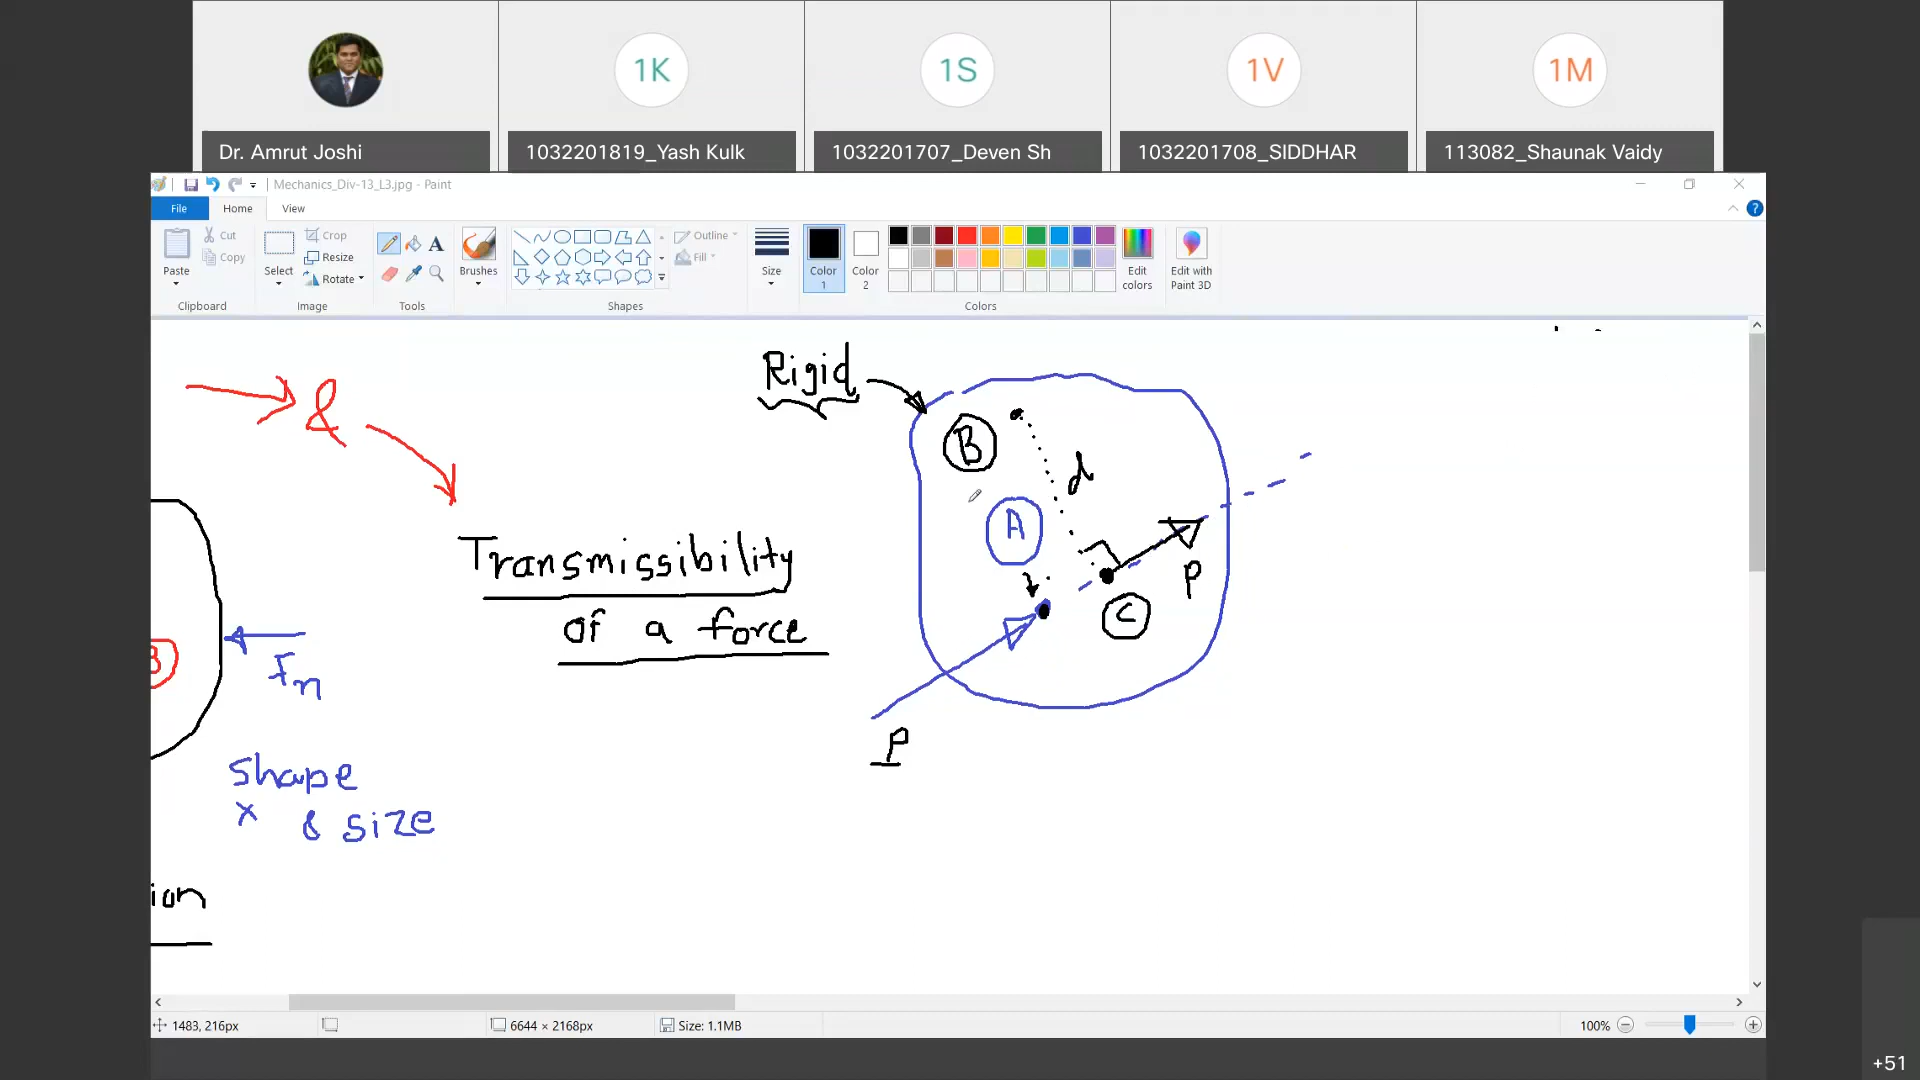 1K
1S
1V
1M
Dr. Amrut Joshi
1032201819_Yash Kulk
1032201707_Deven Sh
1032201708_SIDDHAR
113082_Shaunak Vaidy
Mechanics_Div-13_L3.jpg - Paint
File
Home
View
Paste
Cut
Copy
Clipboard
Select
Crop
Resize
Rotate
Image
A
Tools
Brushes
Outline
Fill
Shapes
Size
Color
1
Color
2
Edit
colors
Colors
Edit with
Paint 3D
?
Rigid
&
B
d
A
Transmissibility
of a force
P
C
B
Fn
P
shape
x & size
ion
1483, 216px
6644 × 2168px
Size: 1.1MB
100%
+51